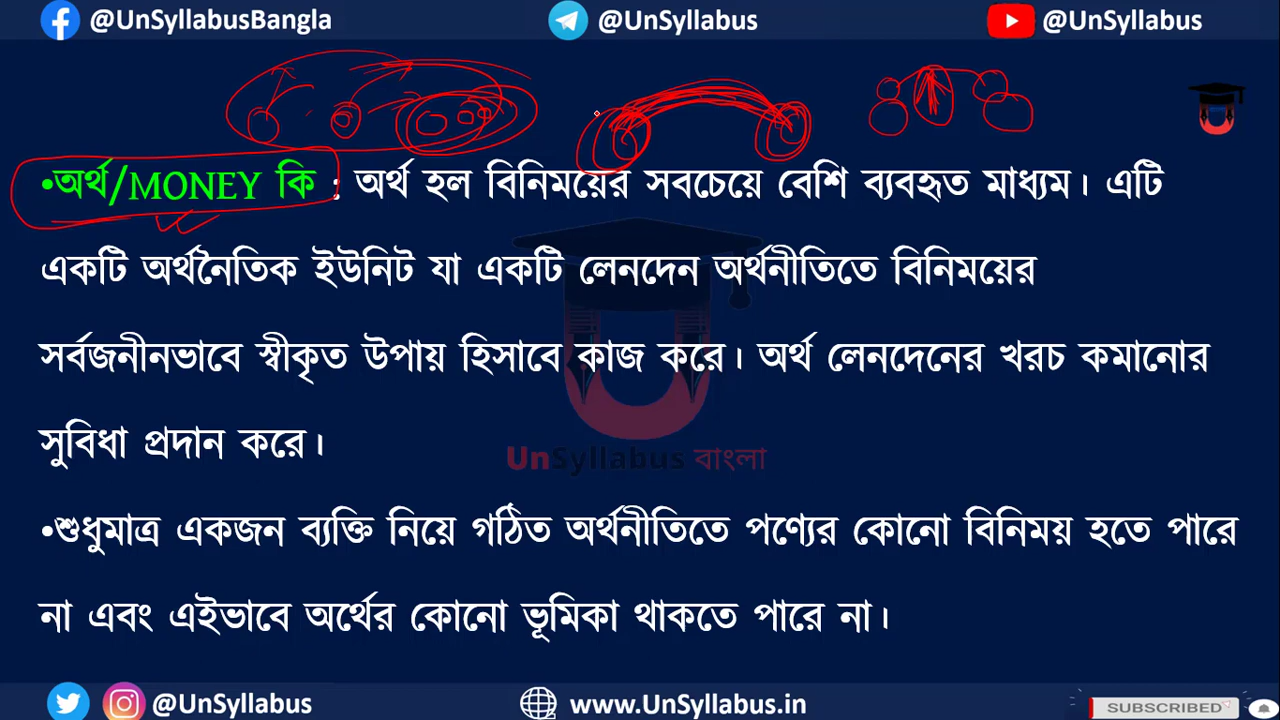 @UnSyllabusBangla @UnSyllabus @UnSyllabus
•অর্থ/MONEY কি : অর্থ হল বিনিময়ের সবচেয়ে বেশি ব্যবহৃত মাধ্যম। এটি
একটি অর্থনৈতিক ইউনিট যা একটি লেনদেন অর্থনীতিতে বিনিময়ের
সর্বজনীনভাবে স্বীকৃত উপায় হিসাবে কাজ করে। অর্থ লেনদেনের খরচ কমানোর
সুবিধা প্রদান করে।
UnSyllabus বাংলা
•শুধুমাত্র একজন ব্যক্তি নিয়ে গঠিত অর্থনীতিতে পণ্যের কোনো বিনিময় হতে পারে
না এবং এইভাবে অর্থের কোনো ভূমিকা থাকতে পারে না।
@UnSyllabus www.UnSyllabus.in SUBSCRIBED